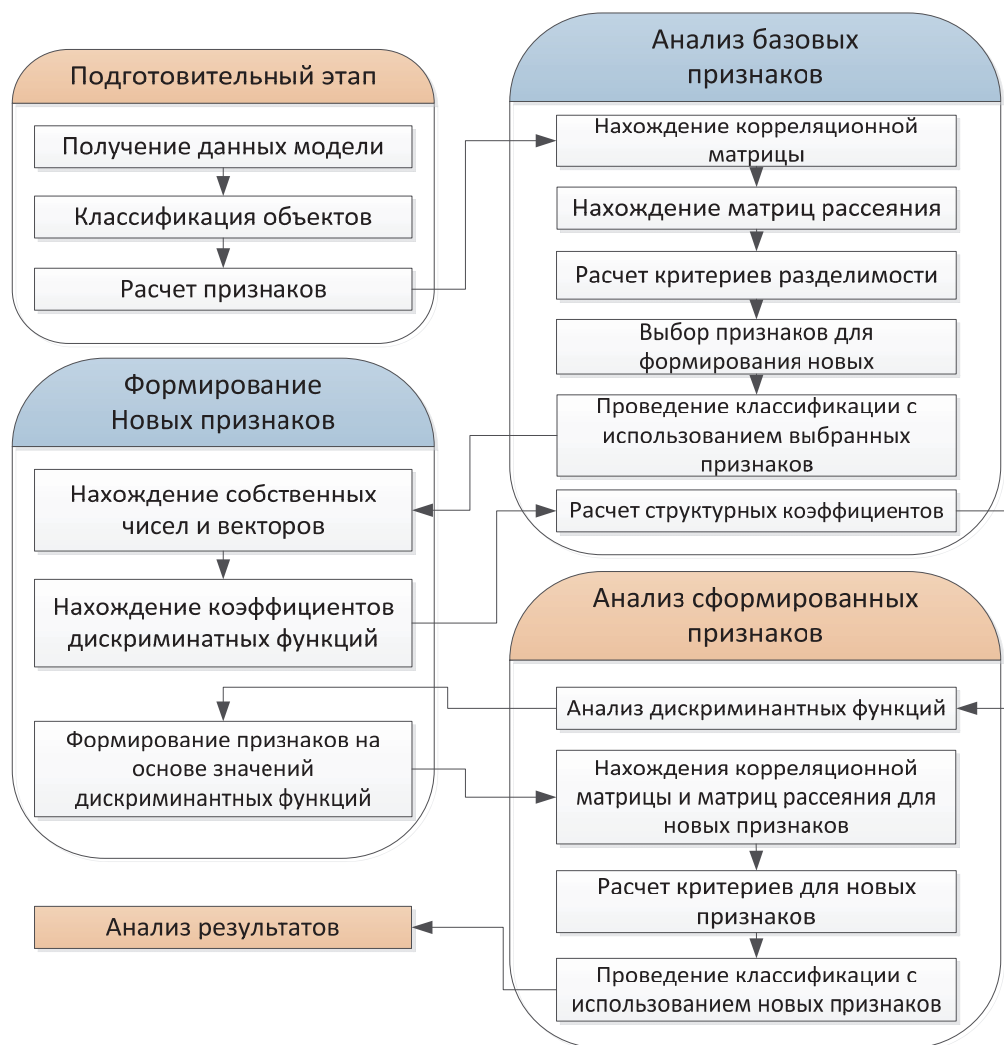 Подготовительный этап
Получение данных модели
Классификация объектов
Расчет признаков
Анализ базовых
признаков
Нахождение корреляционной
матрицы
Нахождение матриц рассеяния
Расчет критериев разделимости
Выбор признаков для
формирования новых
Проведение классификации с
использованием выбранных
признаков
Расчет структурных коэффициентов
Формирование
Новых признаков
Нахождение собственных
чисел и векторов
Нахождение коэффициентов
дискриминатных функций
Формирование признаков на
основе значений
дискриминантных функций
Анализ сформированных
признаков
Анализ дискриминантных функций
Нахождения корреляционной
матрицы и матриц рассеяния для
новых признаков
Расчет критериев для новых
признаков
Проведение классификации с
использованием новых признаков
Анализ результатов